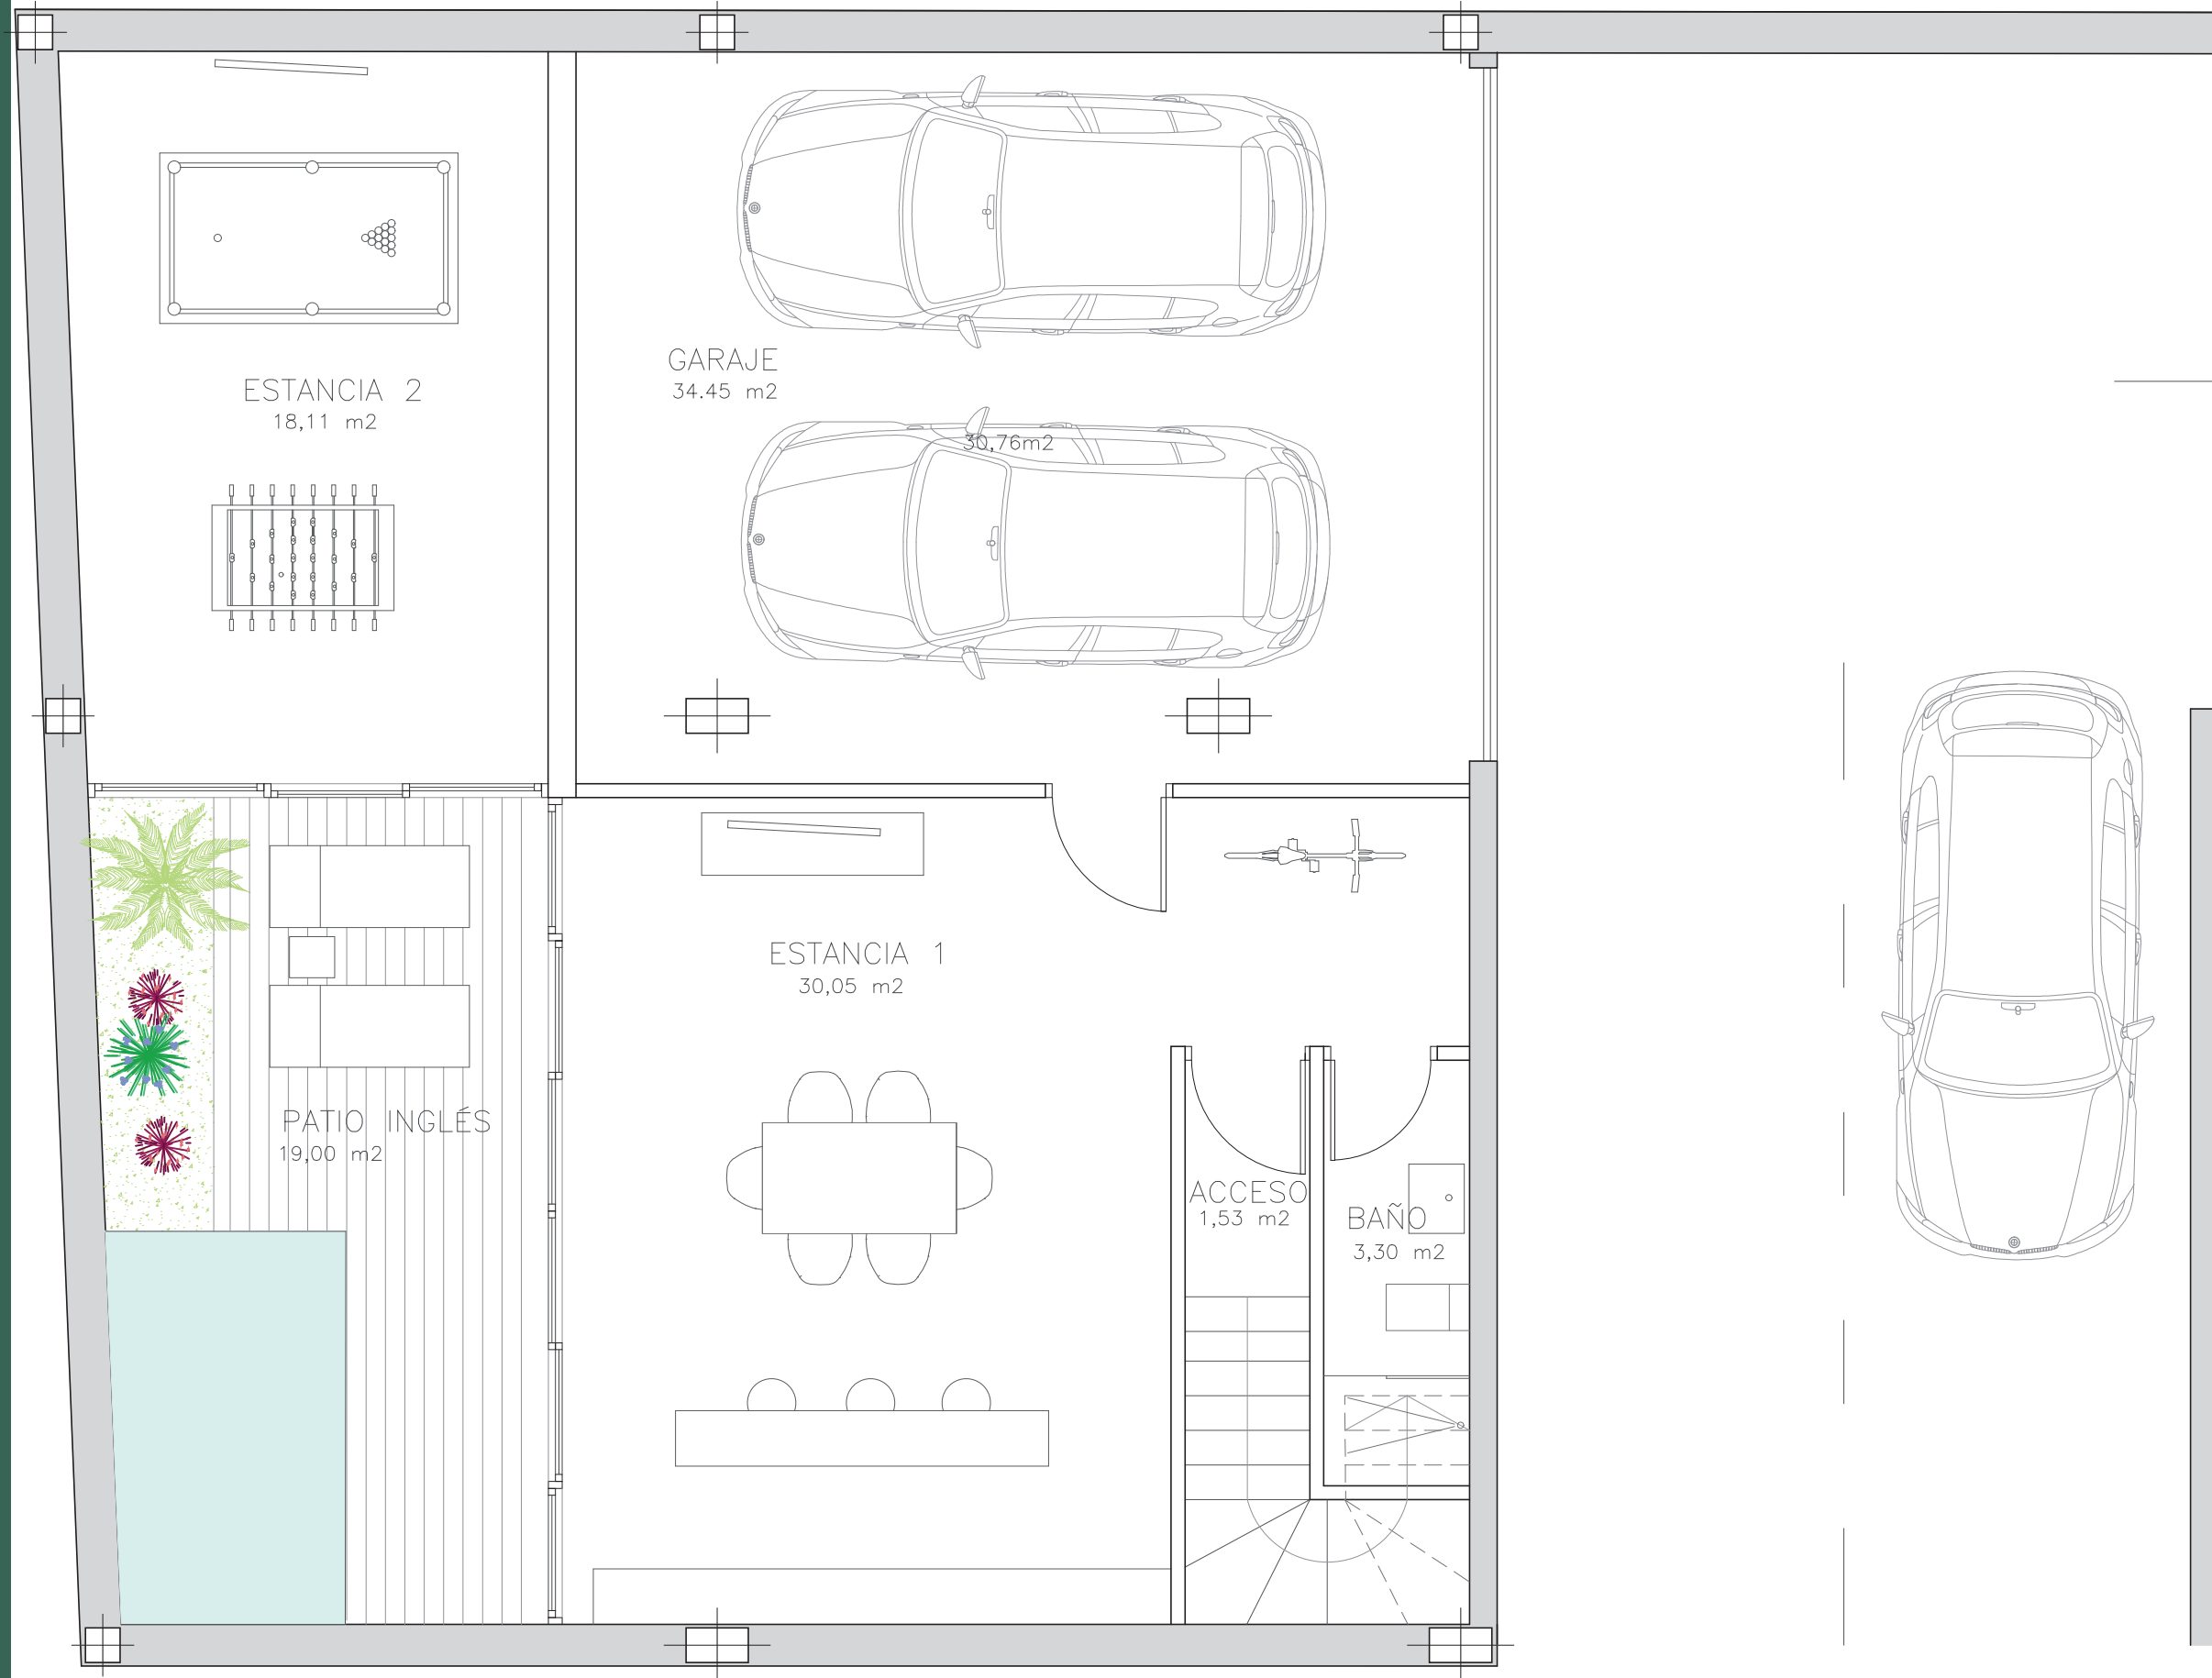 GARAJE
34.45 m2
ESTANCIA 2
18,11 m2
30,76m2
ESTANCIA 1
30,05 m2
PATIO INGLÉS
19,00 m2
ACCESO
1,53 m2
BAÑO
3,30 m2